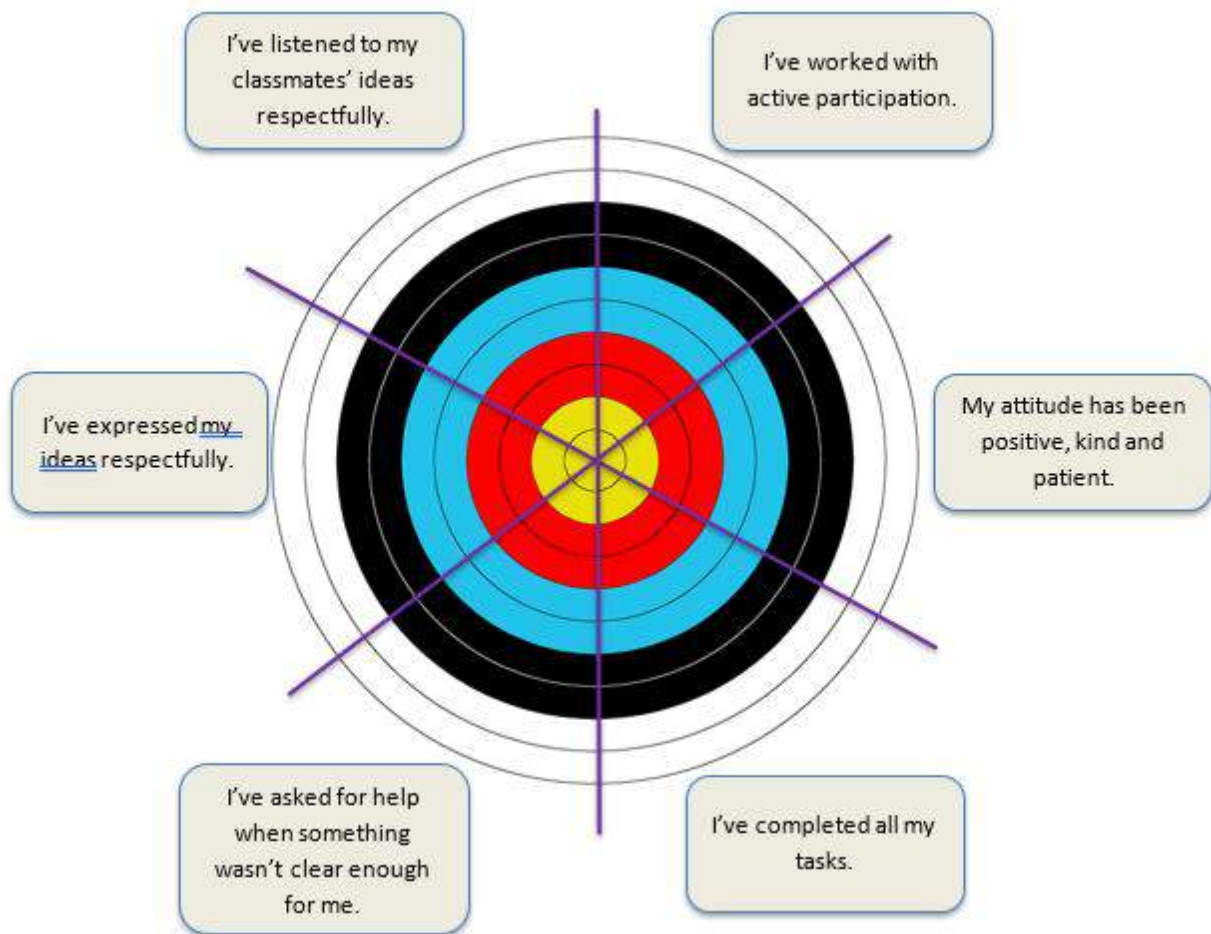 I've listened to my
classmates' ideas
respectfully.
I've worked with
active participation.
I've expressed my
ideas respectfully.
My attitude has been
positive, kind and
patient.
I've asked for help
when something
wasn't clear enough
for me.
I've completed all my
tasks.